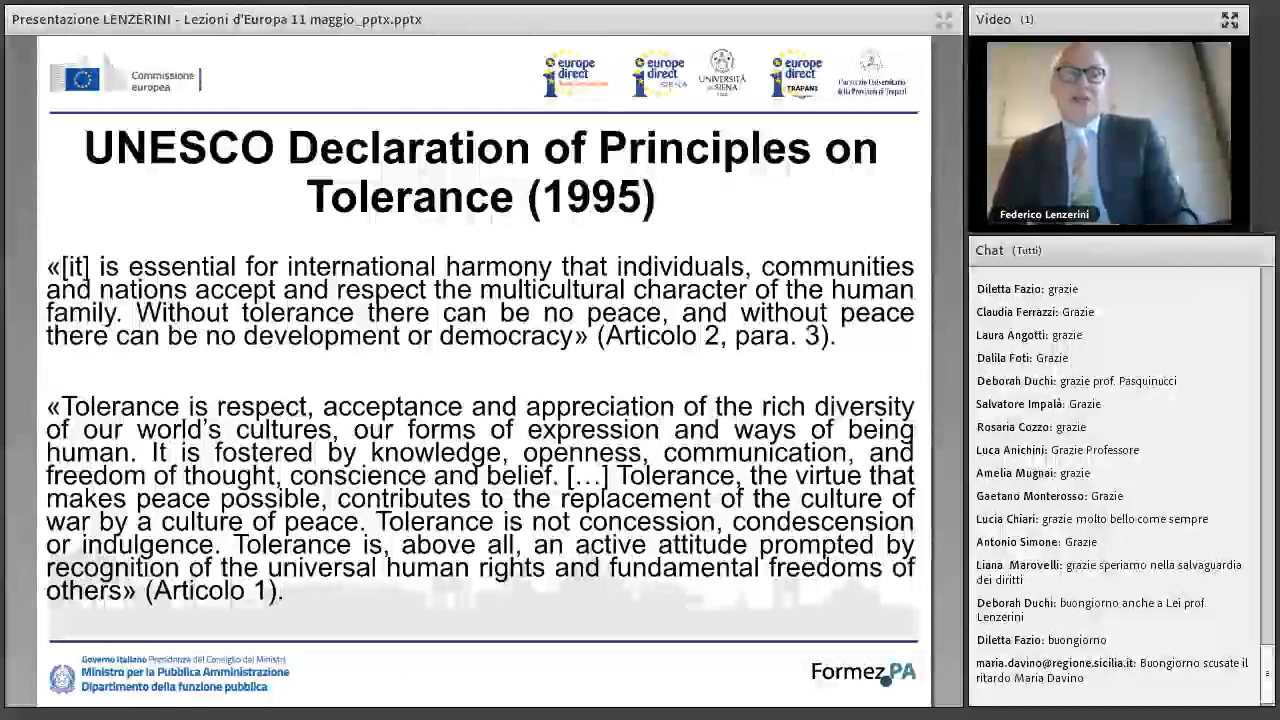 Presentazione LENZERINI - Lezioni d'Europa 11 maggio_pptx.pptx
Commissione
europea
europe
direct
europe
direct
SIENA
UNIVERSITÀ
DI SIENA
europe
direct
TRAPANI
UNESCO Declaration of Principles on
Tolerance (1995)
«[it] is essential for international harmony that individuals, communities
and nations accept and respect the multicultural character of the human
family. Without tolerance there can be no peace, and without peace
there can be no development or democracy» (Articolo 2, para. 3).
«Tolerance is respect, acceptance and appreciation of the rich diversity
of our world's cultures, our forms of expression and ways of being
human. It is fostered by knowledge, openness, communication, and
freedom of thought, conscience and belief. […] Tolerance, the virtue that
makes peace possible, contributes to the replacement of the culture of
war by a culture of peace. Tolerance is not concession, condescension
or indulgence. Tolerance is, above all, an active attitude prompted by
recognition of the universal human rights and fundamental freedoms of
others» (Articolo 1).
Governo Italiano Presidenza del Consiglio dei Ministri
Ministro per la Pubblica Amministrazione
Dipartimento della funzione pubblica
Formez PA
Video (1)
Federico Lenzerini
Chat (Tutti)
Diletta Fazio: grazie
Claudia Ferrazzi: Grazie
Laura Angotti: grazie
Dalila Foti: Grazie
Deborah Duchi: grazie prof. Pasquinucci
Salvatore Impalà: Grazie
Rosaria Cozzo: grazie
Luca Anichini: Grazie Professore
Amelia Mugnai: grazie
Gaetano Monterosso: Grazie
Lucia Chiari: grazie molto bello come sempre
Antonio Simone: Grazie
Liana Marovelli: grazie speriamo nella salvaguardia
dei diritti
Deborah Duchi: buongiorno anche a Lei prof.
Lenzerini
Diletta Fazio: buongiorno
maria.davino@regione.sicilia.it: Buongiorno scusate il
ritardo Maria Davino